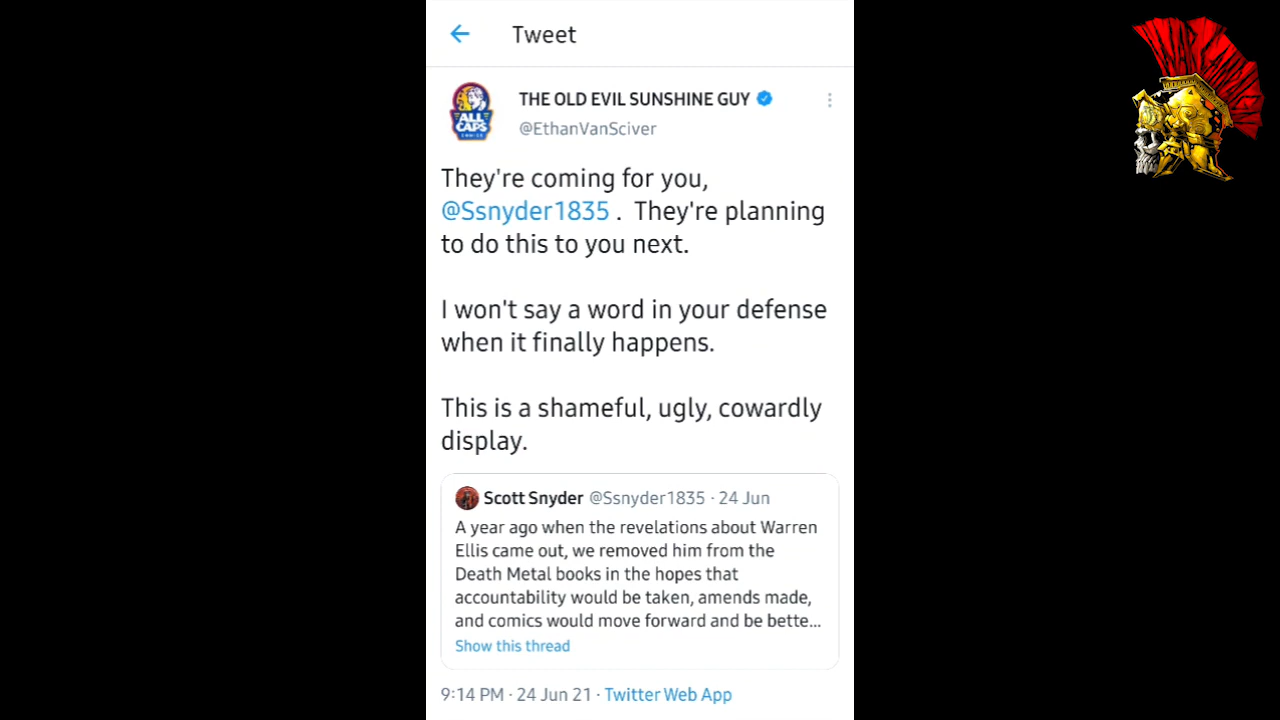 Tweet
THE OLD EVIL SUNSHINE GUY
@EthanVanSciver
ALL
CAPS
COMICS
They're coming for you,
@Ssnyder1835 . They're planning
to do this to you next.
I won't say a word in your defense
when it finally happens.
This is a shameful, ugly, cowardly
display.
Scott Snyder @Ssnyder1835 · 24 Jun
A year ago when the revelations about Warren
Ellis came out, we removed him from the
Death Metal books in the hopes that
accountability would be taken, amends made,
and comics would move forward and be bette...
Show this thread
9:14 PM · 24 Jun 21 · Twitter Web App